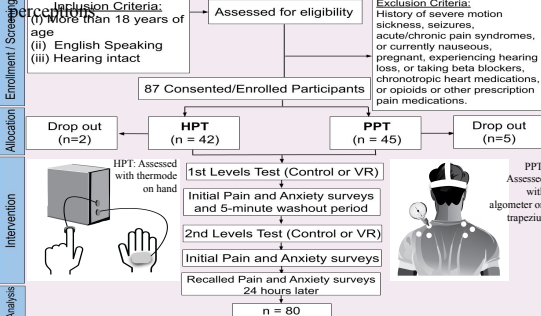 Enrollment / Screening
Inclusion Criteria:
perceptions
(i) More than 18 years of
age
(ii) English Speaking
(iii) Hearing intact
Assessed for eligibility
Exclusion Criteria:
History of severe motion
sickness, seizures,
acute/chronic pain syndromes,
or currently nauseous,
pregnant, experiencing hearing
loss, or taking beta blockers,
chronotropic heart medications,
or opioids or other prescription
pain medications.
87 Consented/Enrolled Participants
Allocation
Drop out
(n=2)
HPT
(n = 42)
PPT
(n = 45)
Drop out
(n=5)
Intervention
HPT: Assessed
with thermode
on hand
1st Levels Test (Control or VR)
Initial Pain and Anxiety surveys
and 5-minute washout period
2nd Levels Test (Control or VR)
Initial Pain and Anxiety surveys
Recalled Pain and Anxiety surveys
24 hours later
PPT
Assessed
with
algometer on
trapeziu
Analysis
n = 80